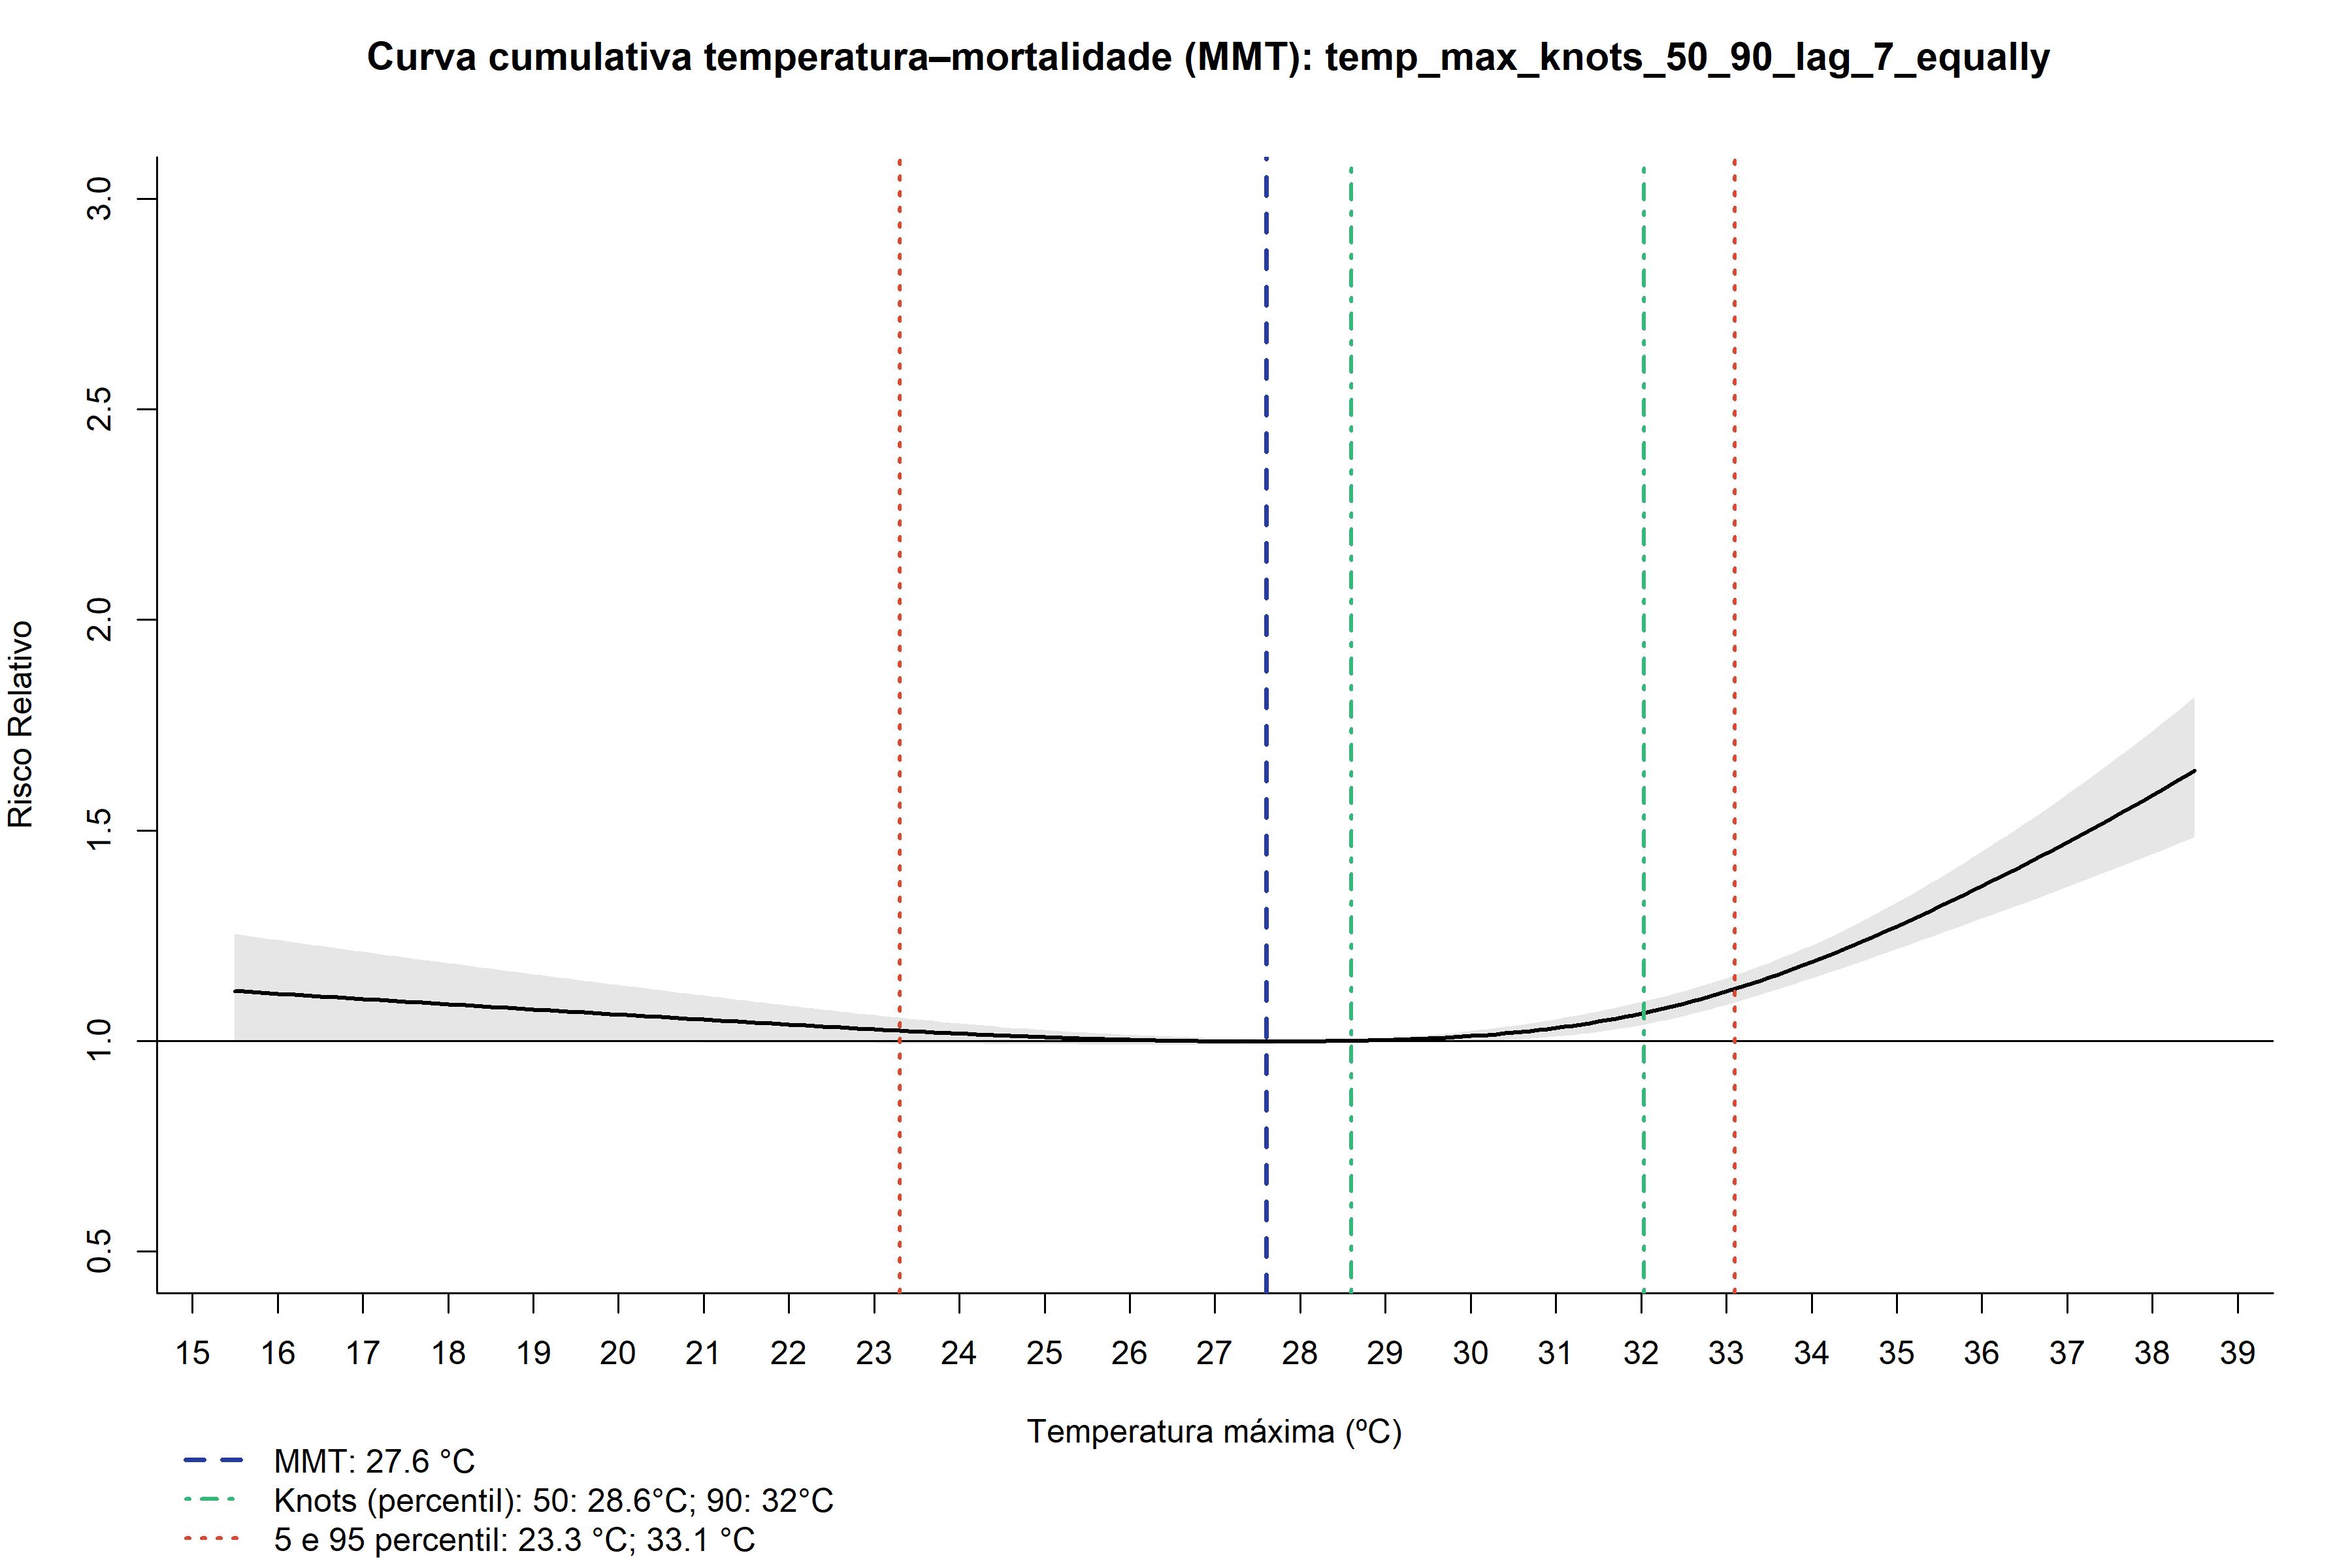 Curva cumulativa temperatura–mortalidade (MMT): temp_max_knots_50_90_lag_7_equally
3.0
2.5
2.0
1.5
1.0
0.5
Risco Relativo
15 16 17 18 19 20 21 22 23 24 25 26 27 28 29 30 31 32 33 34 35 36 37 38 39
Temperatura máxima (ºC)
MMT: 27.6 °C
Knots (percentil): 50: 28.6°C; 90: 32°C
5 e 95 percentil: 23.3 °C; 33.1 °C